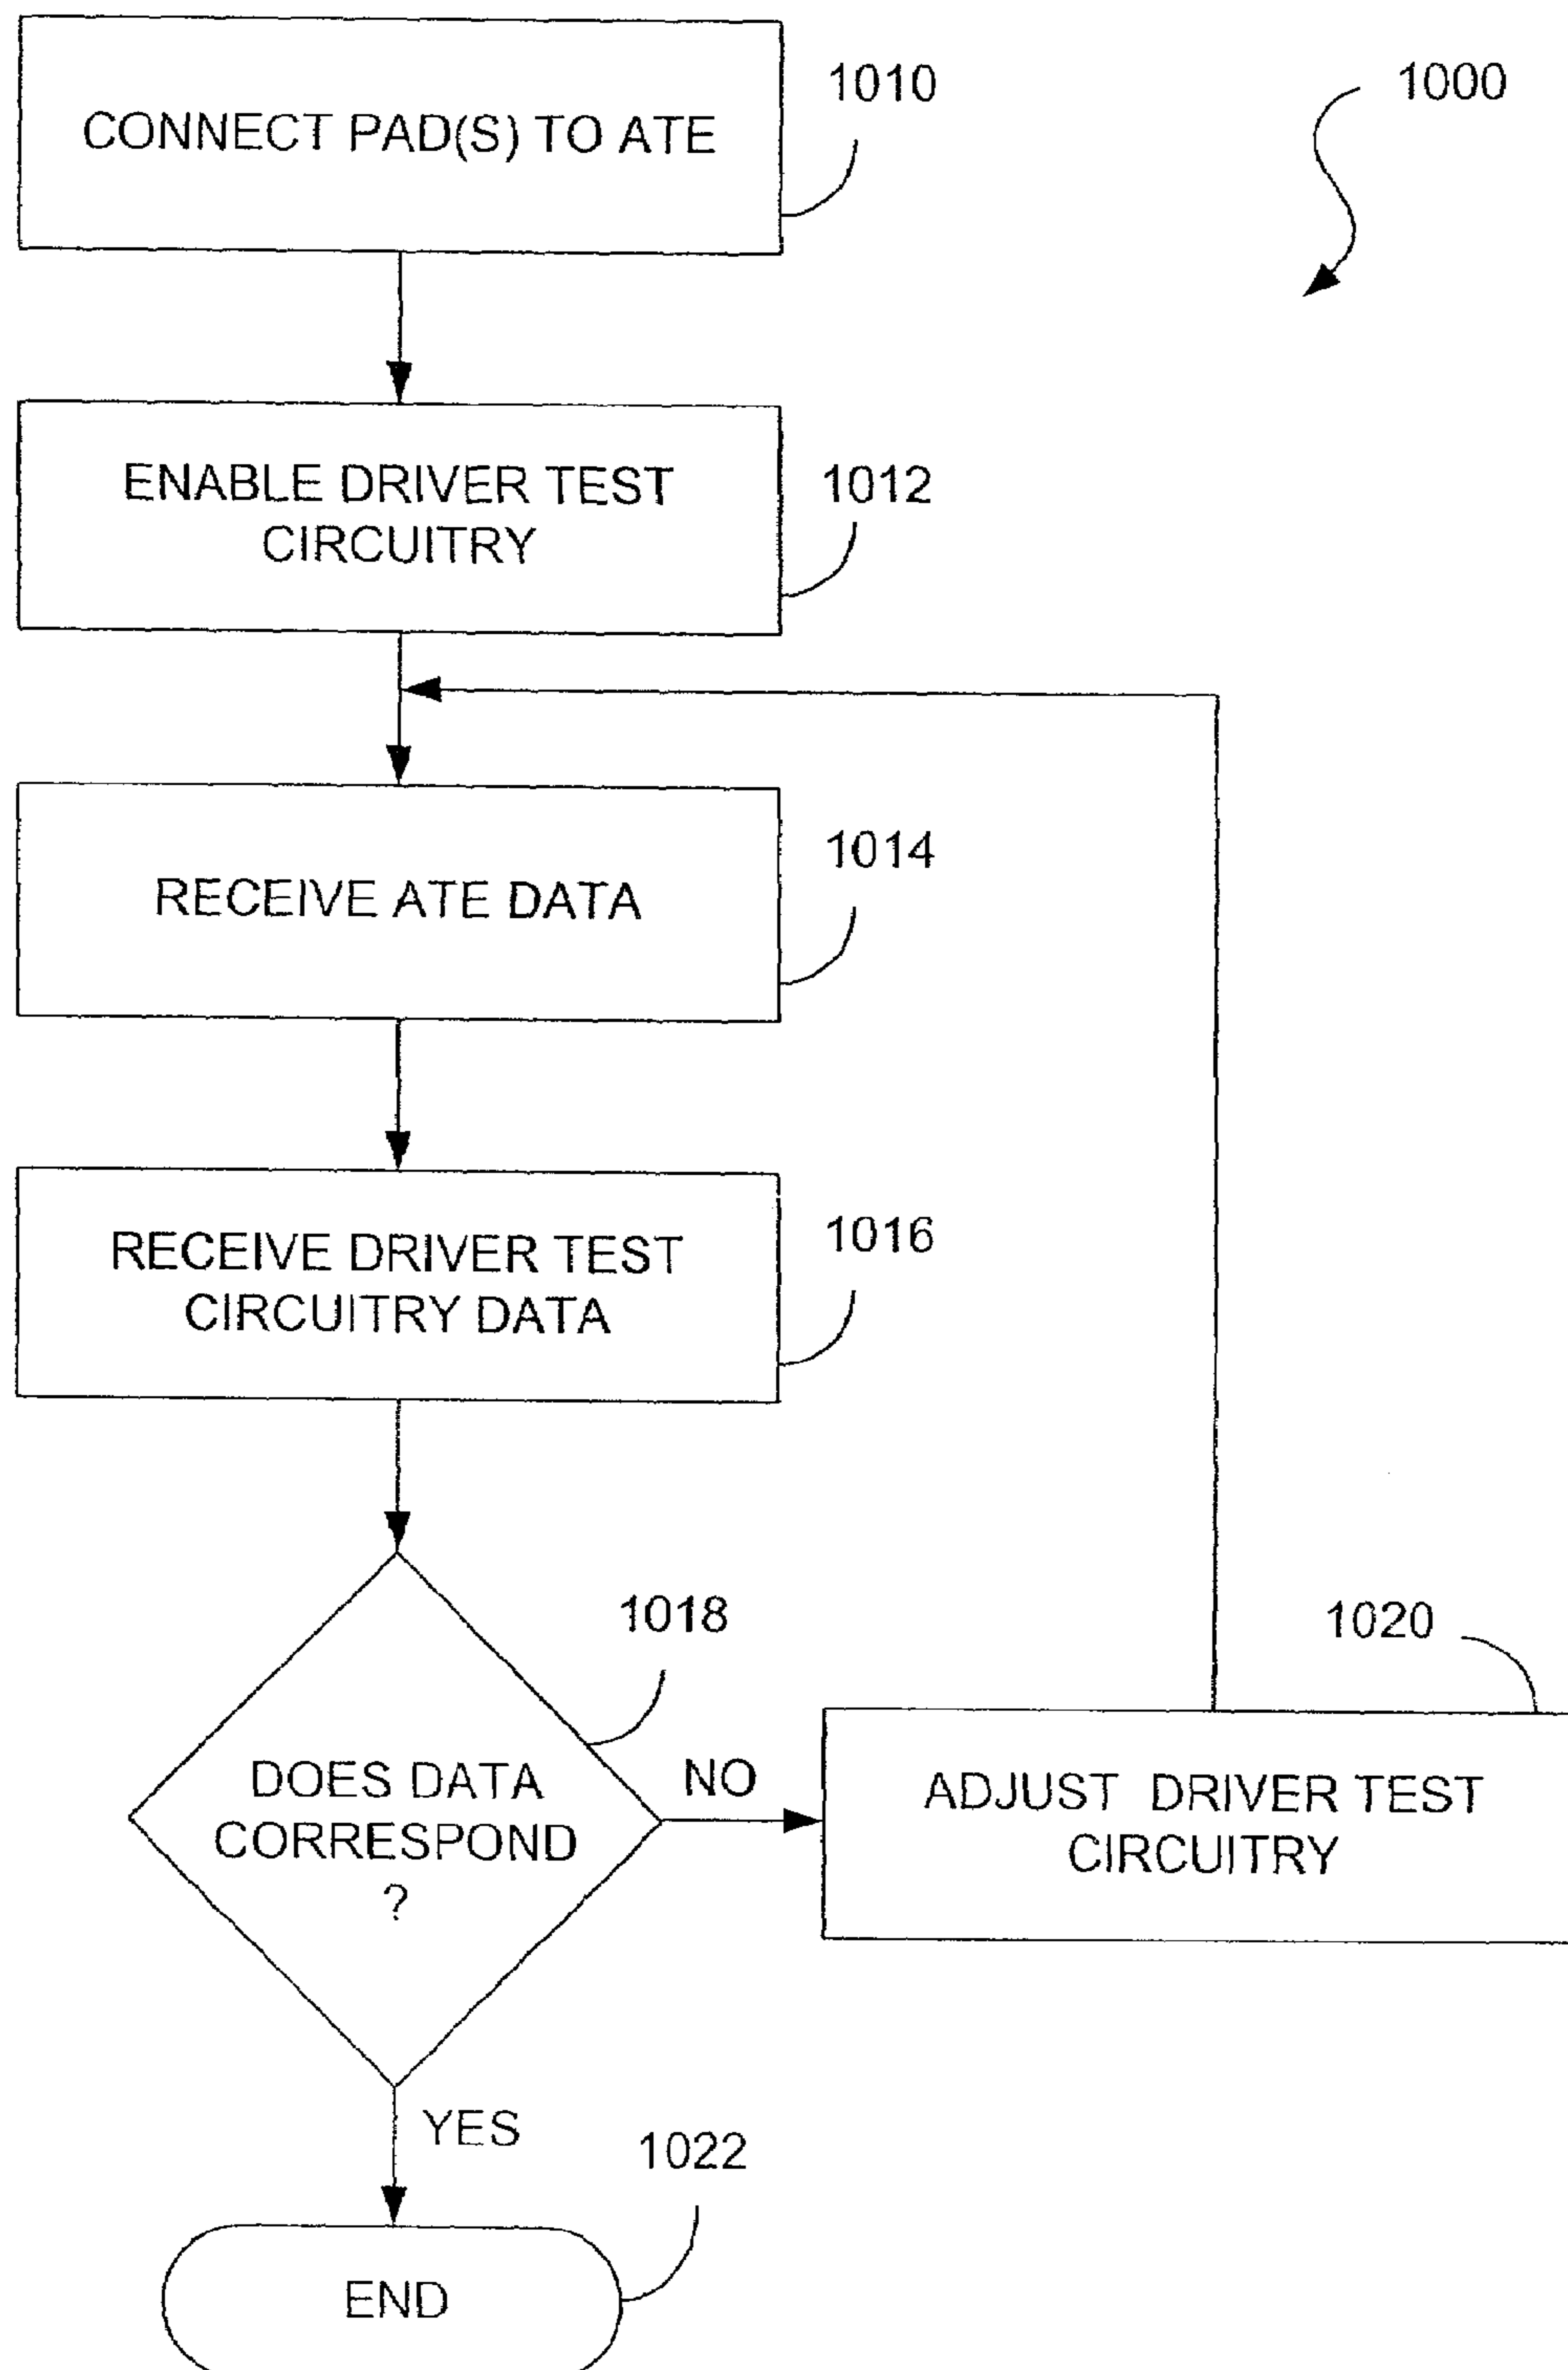 1000
CONNECT PAD(S) TO ATE
1010
ENABLE DRIVER TEST
CIRCUITRY
1012
RECEIVE ATE DATA
1014
RECEIVE DRIVER TEST
CIRCUITRY DATA
1016
DOES DATA
CORRESPOND
?
1018
NO
ADJUST DRIVER TEST
CIRCUITRY
1020
YES
END
1022